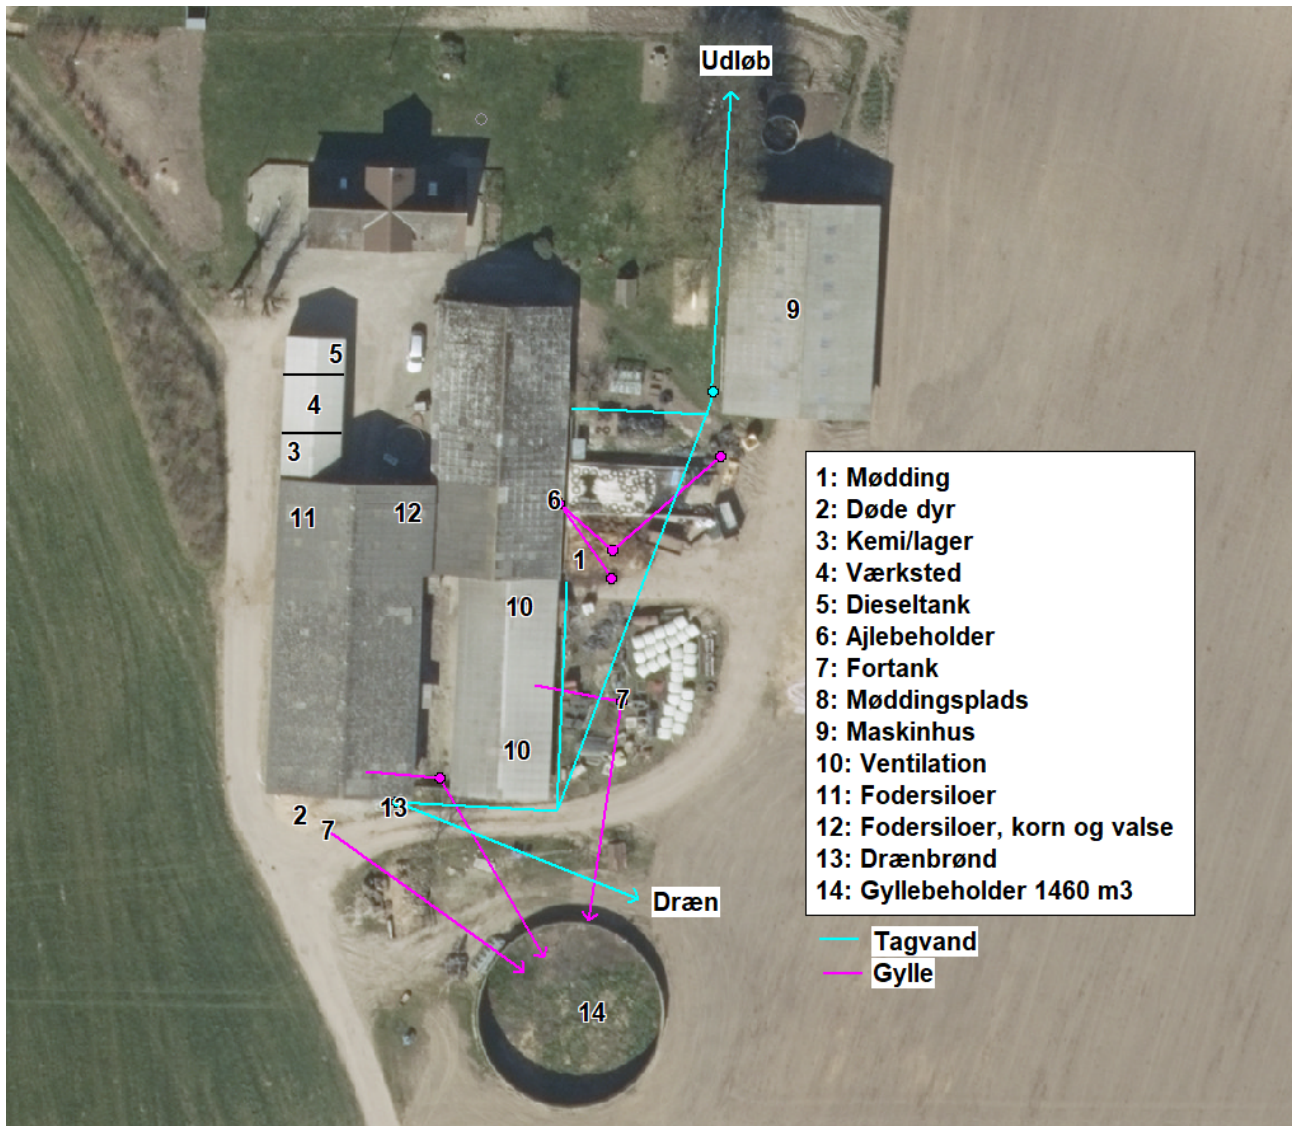 Udløb
9
5
4
3
11
12
6
1
10
7
10
2
7
13
Dræn
14
1: Mødding
2: Døde dyr
3: Kemi/lager
4: Værksted
5: Dieseltank
6: Ajlebeholder
7: Fortank
8: Møddingsplads
9: Maskinhus
10: Ventilation
11: Fodersiloer
12: Fodersiloer, korn og valse
13: Drænbrønd
14: Gyllebeholder 1460 m3
Tagvand
Gylle